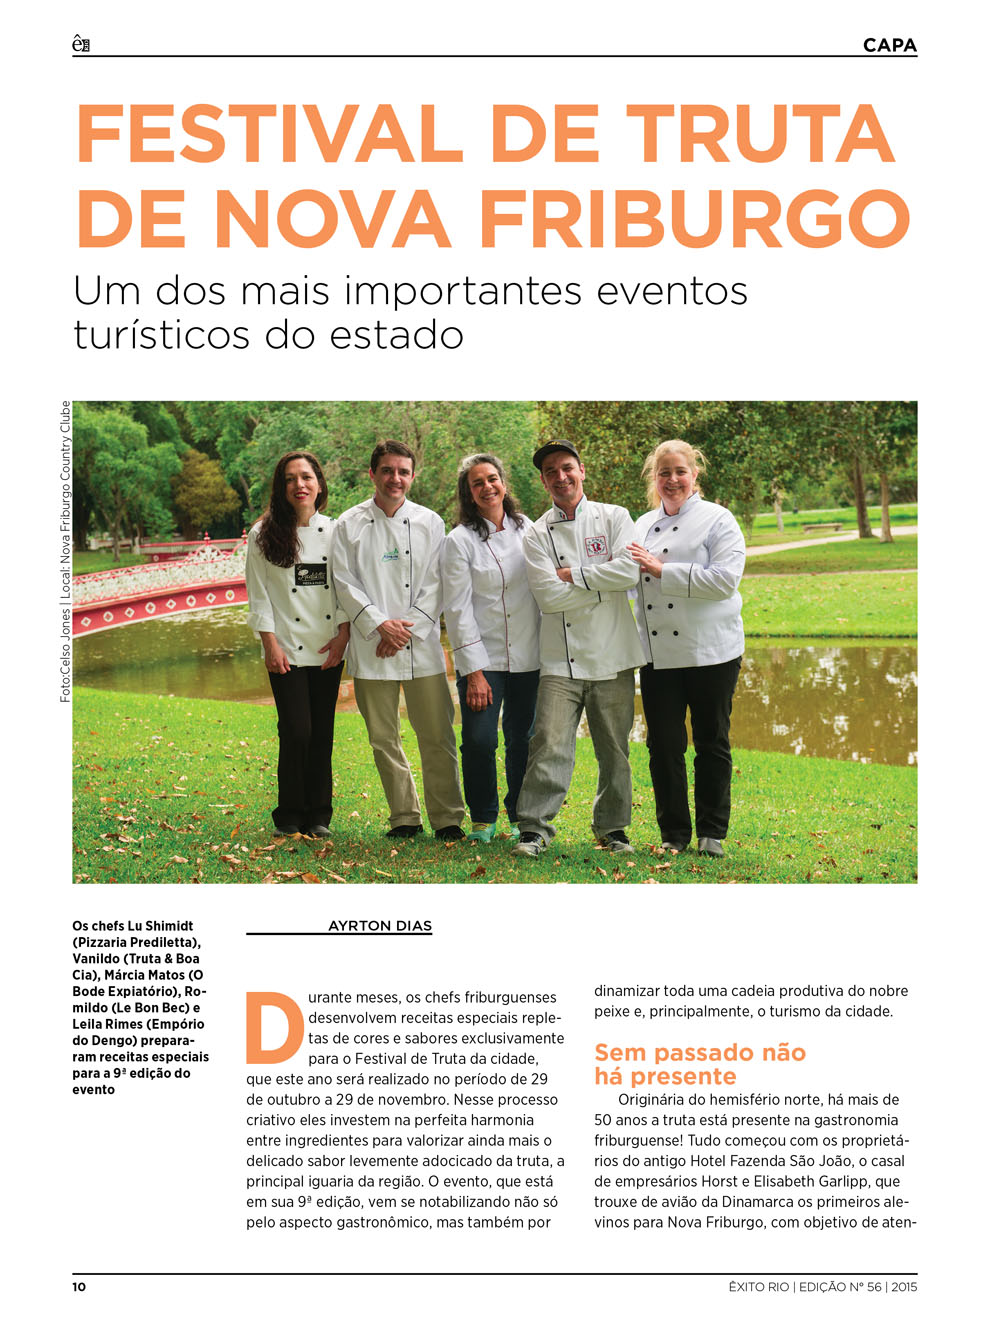 CAPA
FESTIVAL DE TRUTA
DE NOVA FRIBURGO
Um dos mais importantes eventos
turísticos do estado
Foto:Celso Jones | Local: Nova Friburgo Country Clube
Os chefs Lu Shimidt
(Pizzaria Prediletta),
Vanildo (Truta & Boa
Cia), Márcia Matos (O
Bode Expiatório), Ro-
mildo (Le Bon Bec) e
Leila Rimes (Empório
do Dengo) prepara-
ram receitas especiais
para a 9ª edição do
evento
AYRTON DIAS
Durante meses, os chefs friburguenses
desenvolvem receitas especiais reple-
tas de cores e sabores exclusivamente
para o Festival de Truta da cidade,
que este ano será realizado no período de 29
de outubro a 29 de novembro. Nesse processo
criativo eles investem na perfeita harmonia
entre ingredientes para valorizar ainda mais o
delicado sabor levemente adocicado da truta, a
principal iguaria da região. O evento, que está
em sua 9ª edição, vem se notabilizando não só
pelo aspecto gastronômico, mas também por
dinamizar toda uma cadeia produtiva do nobre
peixe e, principalmente, o turismo da cidade.
Sem passado não
há presente
Originária do hemisfério norte, há mais de
50 anos a truta está presente na gastronomia
friburguense! Tudo começou com os proprietá-
rios do antigo Hotel Fazenda São João, o casal
de empresários Horst e Elisabeth Garlipp, que
trouxe de avião da Dinamarca os primeiros ale-
vinos para Nova Friburgo, com objetivo de aten-
10
ÊXITO RIO | EDIÇÃO Nº 56 | 2015